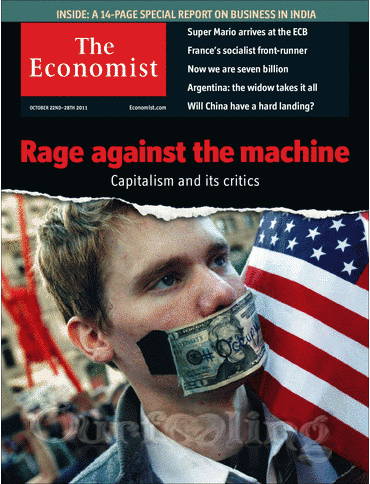 INSIDE: A 14-PAGE SPECIAL REPORT ON BUSINESS IN INDIA
The
Economist
OCTOBER 22ND–28TH 2011
Economist.com
Super Mario arrives at the ECB
France's socialist front-runner
Now we are seven billion
Argentina: the widow takes it all
Will China have a hard landing?
Rage against the machine
Capitalism and its critics
#Occupy